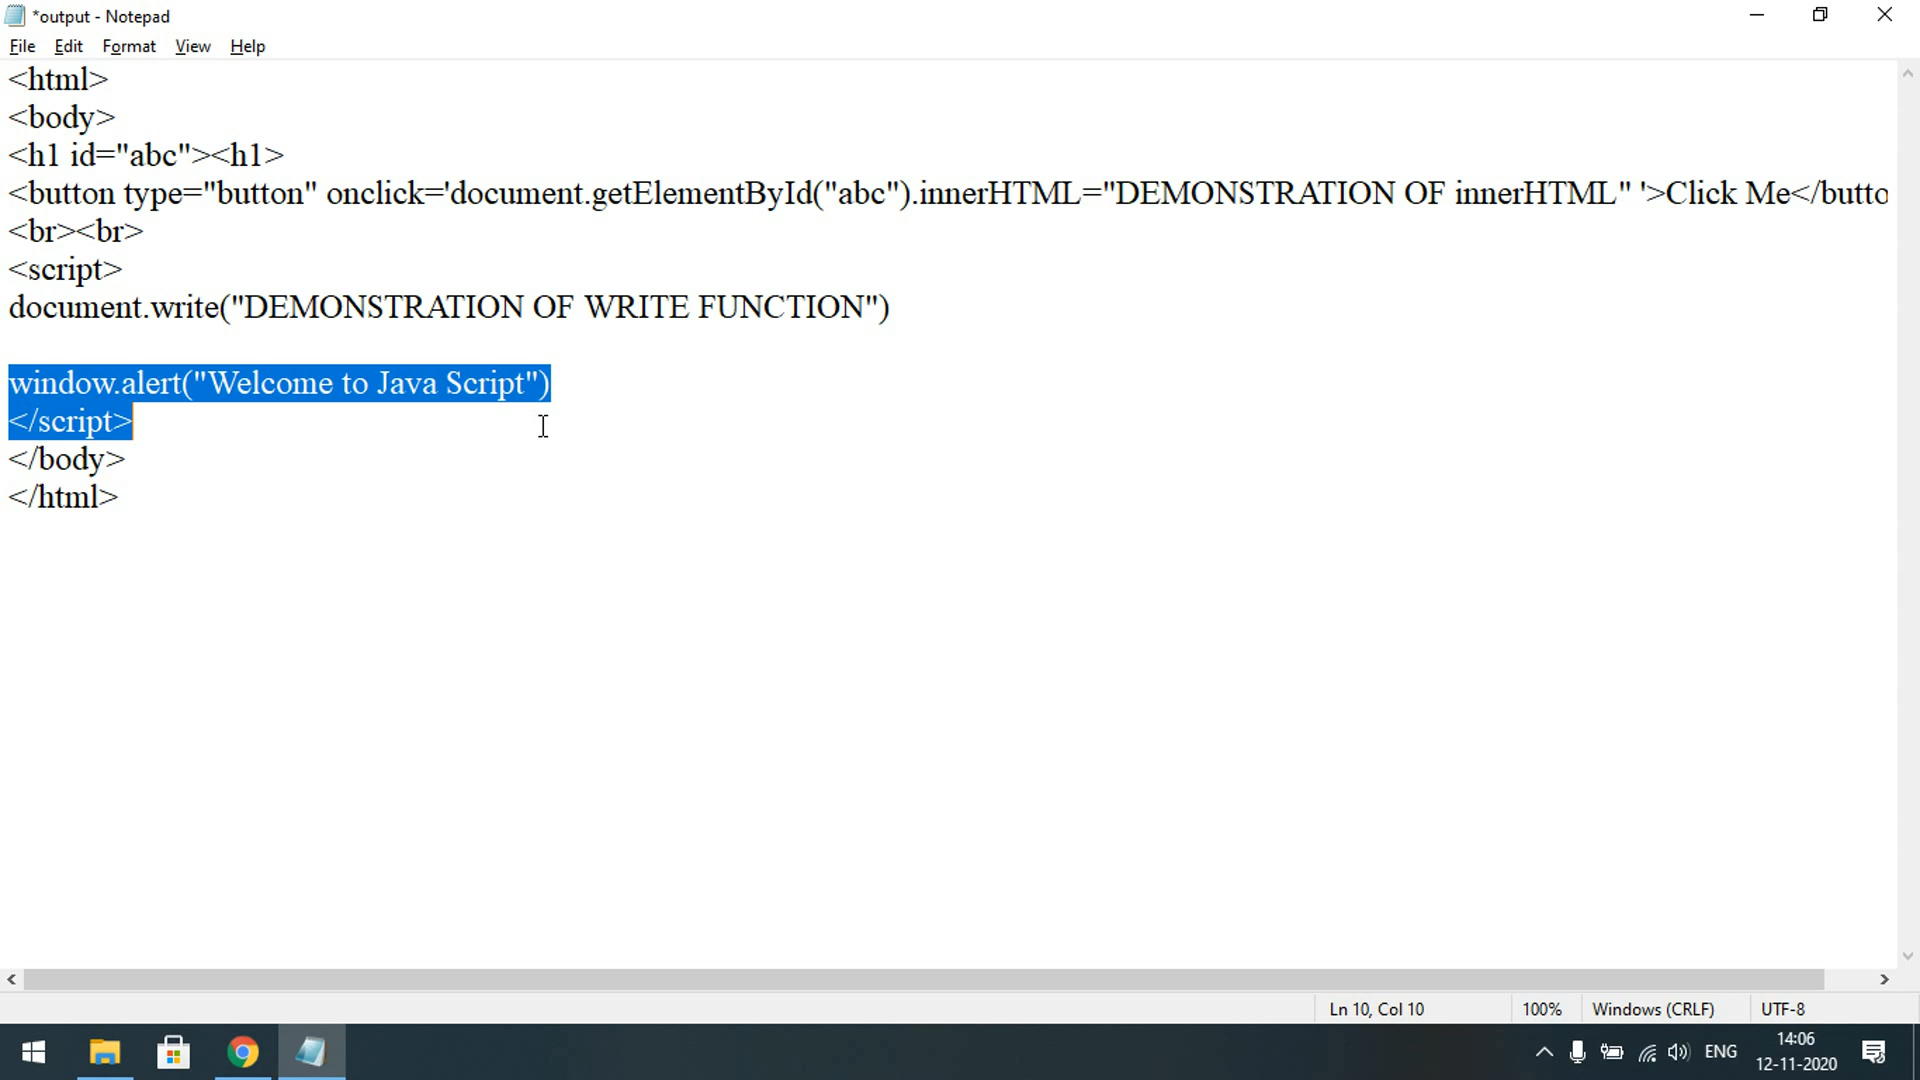 *output - Notepad
File Edit Format View Help
<html>
<body>
<h1 id="abc"><h1>
<button type="button" onclick='document.getElementById("abc").innerHTML="DEMONSTRATION OF innerHTML" '>Click Me</butto
<br><br>
<script>
document.write("DEMONSTRATION OF WRITE FUNCTION")
window.alert("Welcome to Java Script")
</script>
</body>
</html>
Ln 10, Col 10 100% Windows (CRLF) UTF-8
ENG 14:06
12-11-2020